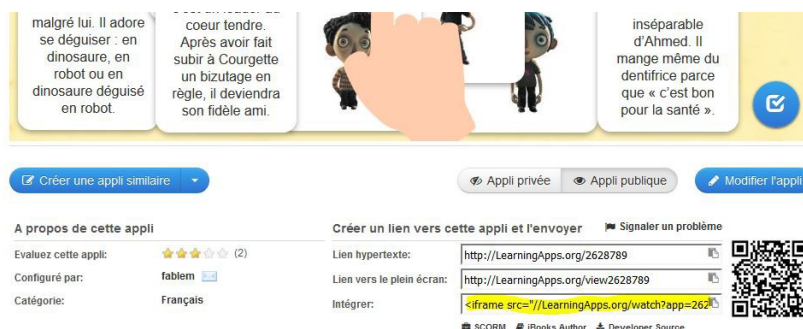 malgré lui. Il adore
se déguiser : en
dinosaure, en
robot ou en
dinosaure déguisé
en robot.
coeur tendre.
Après avoir fait
subir à Courgette
un bizutage en
règle, il deviendra
son fidèle ami.
inséparable
d'Ahmed. Il
mange même du
dentifrice parce
que « c'est bon
pour la santé ».
Créer une appli similaire
Appli privée
Appli publique
Modifier l'appli
A propos de cette appli
Evaluez cette appli: (2)
Configuré par: fablem
Catégorie: Français
Créer un lien vers cette appli et l'envoyer
Signaler un problème
Lien hypertexte: http://LearningApps.org/2628789
Lien vers le plein écran: http://LearningApps.org/view2628789
Intégrer: <iframe src="//LearningApps.org/watch?app=262
SCORM iBooks Author Developer Source